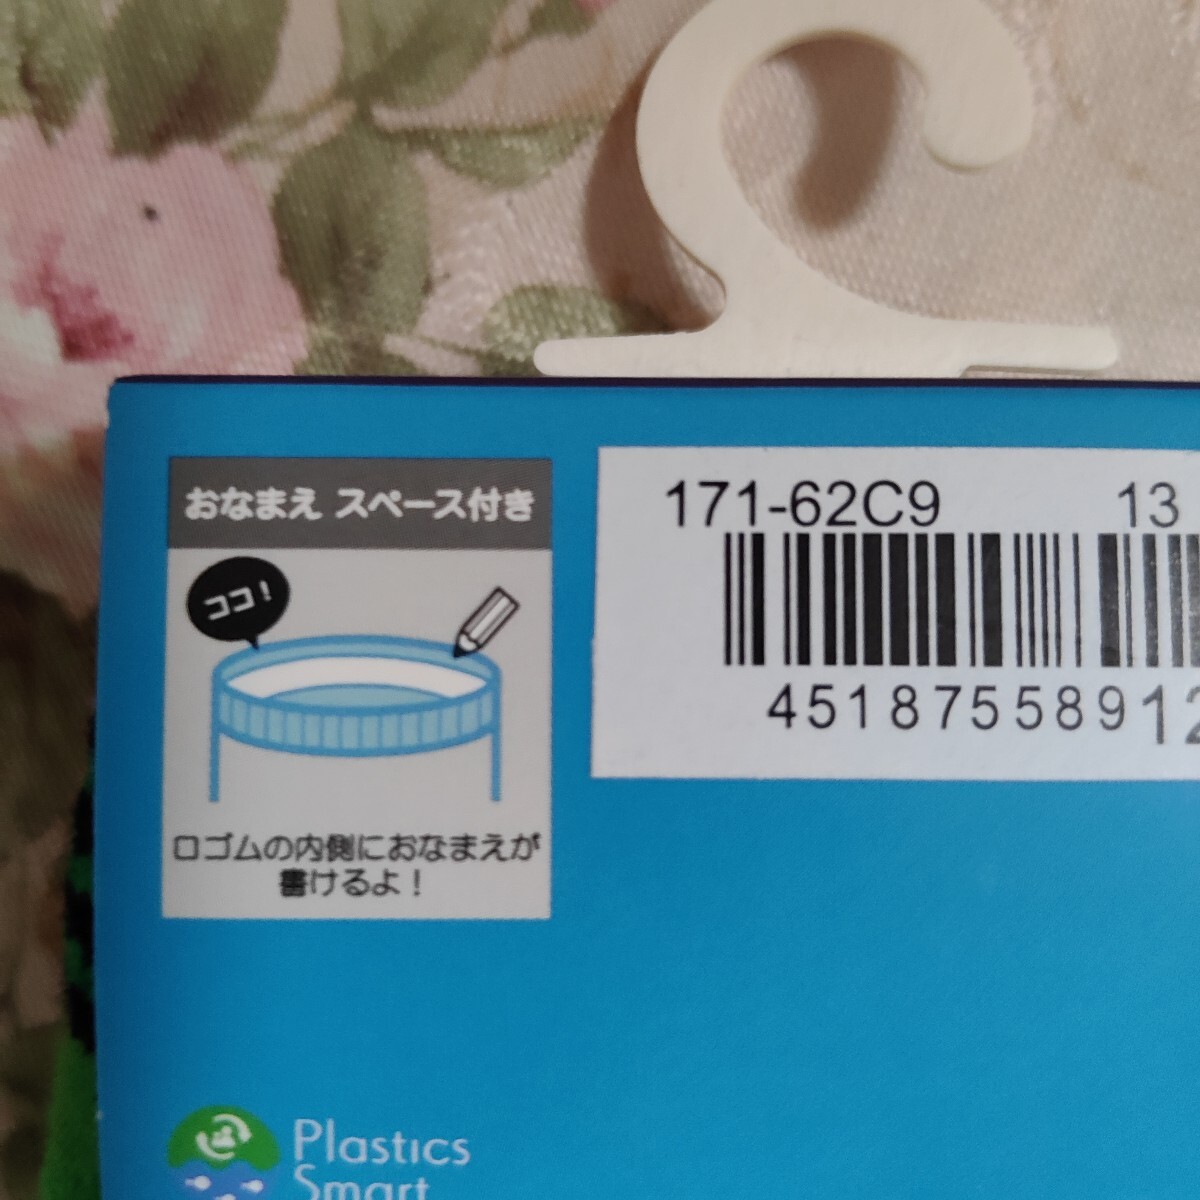 おなまえ スペース付き
ココ！
口ゴムの内側におなまえが
書けるよ！
171-62C9 13
45187558912
Plastics
Smart